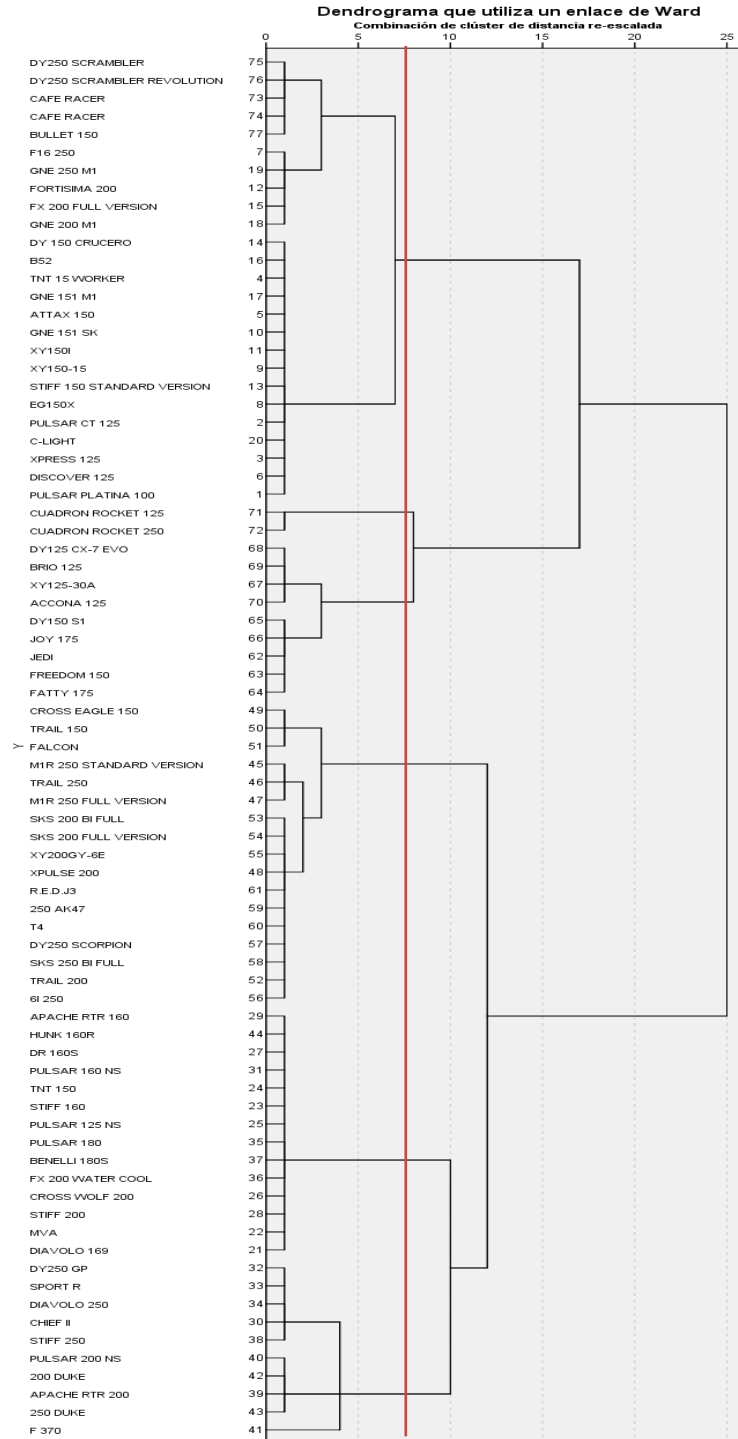 Dendrograma que utiliza un enlace de Ward
Combinación de clúster de distancia re-escalada
0 5 10 15 20 25
DY250 SCRAMBLER 75
DY250 SCRAMBLER REVOLUTION 76
CAFE RACER 73
CAFE RACER 74
BULLET 150 77
F16 250 7
GNE 250 M1 19
FORTISIMA 200 12
FX 200 FULL VERSION 15
GNE 200 M1 18
DY 150 CRUCERO 14
B52 16
TNT 15 WORKER 4
GNE 151 M1 17
ATTAX 150 5
GNE 151 SK 10
XY150I 11
XY150-15 9
STIFF 150 STANDARD VERSION 13
EG150X 8
PULSAR CT 125 2
C-LIGHT 20
XPRESS 125 3
DISCOVER 125 6
PULSAR PLATINA 100 1
CUADRON ROCKET 125 71
CUADRON ROCKET 250 72
DY125 CX-7 EVO 68
BRIO 125 69
XY125-30A 67
ACCONA 125 70
DY150 S1 65
JOY 175 66
JEDI 62
FREEDOM 150 63
FATTY 175 64
CROSS EAGLE 150 49
TRAIL 150 50
Y FALCON 51
M1R 250 STANDARD VERSION 45
TRAIL 250 46
M1R 250 FULL VERSION 47
SKS 200 BI FULL 53
SKS 200 FULL VERSION 54
XY200GY-6E 55
XPULSE 200 48
R.E.D.J3 61
250 AK47 59
T4 60
DY250 SCORPION 57
SKS 250 BI FULL 58
TRAIL 200 52
6I 250 56
APACHE RTR 160 29
HUNK 160R 44
DR 160S 27
PULSAR 160 NS 31
TNT 150 24
STIFF 160 23
PULSAR 125 NS 25
PULSAR 180 35
BENELLI 180S 37
FX 200 WATER COOL 36
CROSS WOLF 200 26
STIFF 200 28
MVA 22
DIAVOLO 169 21
DY250 GP 32
SPORT R 33
DIAVOLO 250 34
CHIEF II 30
STIFF 250 38
PULSAR 200 NS 40
200 DUKE 42
APACHE RTR 200 39
250 DUKE 43
F 370 41